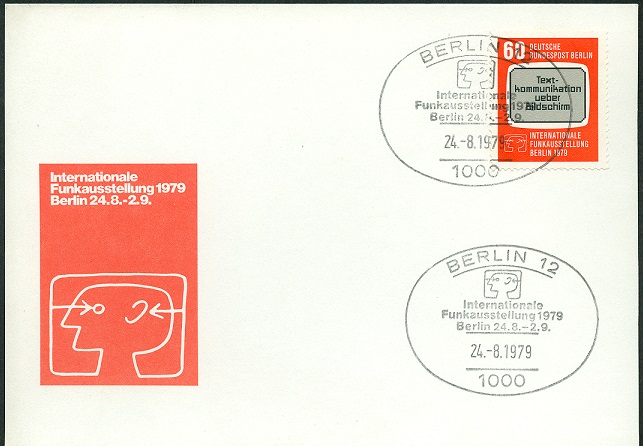 BERLIN 12
Internationale
Funkausstellung 1979
Berlin 24.8.-2.9.
24.-8.1979
1000
60 DEUTSCHE
BUNDESPOST BERLIN
Text-
kommunikation
ueber
Bildschirm
INTERNATIONALE
FUNKAUSSTELLUNG
BERLIN 1979
Internationale
Funkausstellung 1979
Berlin 24.8.-2.9.
BERLIN 12
Internationale
Funkausstellung 1979
Berlin 24.8.-2.9.
24.-8.1979
1000